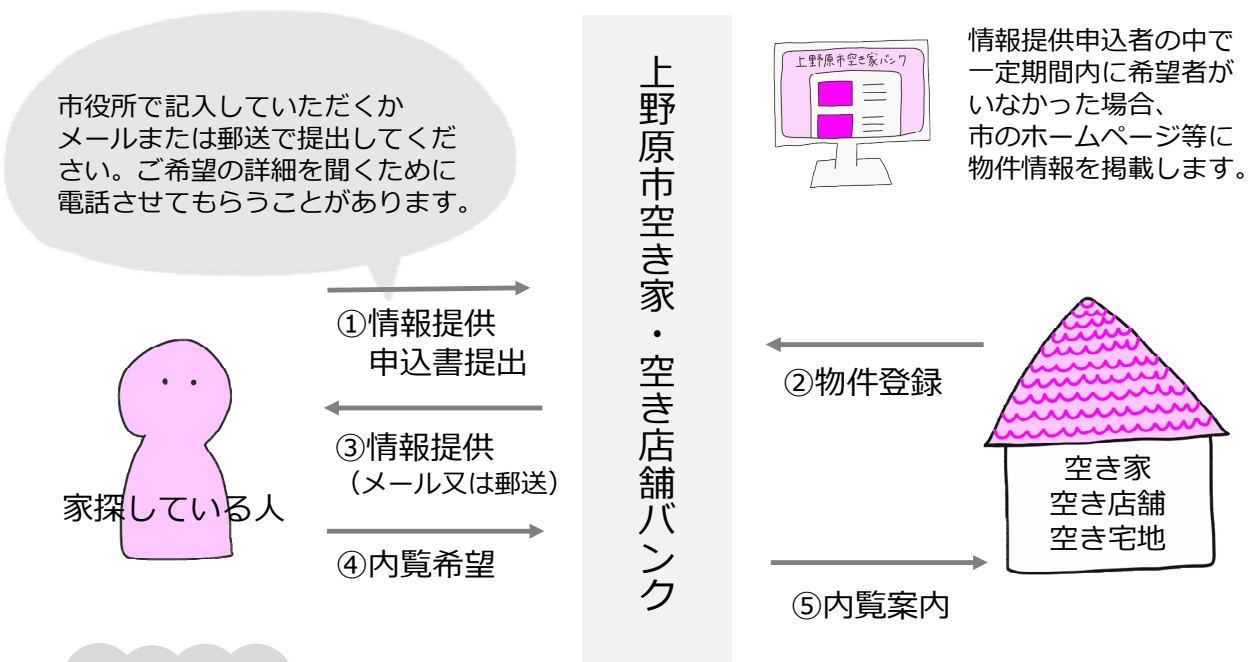 市役所で記入していただくか
メールまたは郵送で提出してくだ
さい。ご希望の詳細を聞くために
電話させてもらうことがあります。
①情報提供
申込書提出
③情報提供
（メール又は郵送）
④内覧希望
家探している人
上野原市空き家・空き店舗バンク
上野原市空き家バンク
情報提供申込者の中で
一定期間内に希望者が
いなかった場合、
市のホームページ等に
物件情報を掲載します。
②物件登録
空き家
空き店舗
空き宅地
⑤内覧案内